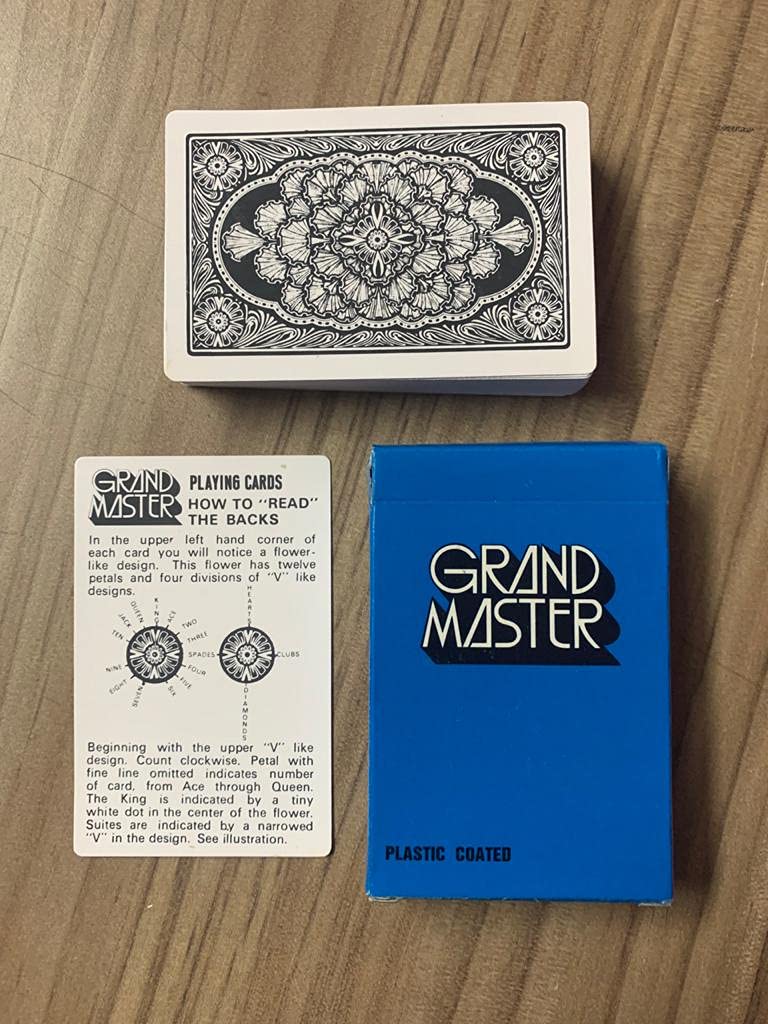 GRAND
MASTER
PLAYING CARDS
HOW TO "READ"
THE BACKS
In the upper left hand corner of
each card you will notice a flower-
like design. This flower has twelve
petals and four divisions of "V" like
designs.
KING
ACE
TWO
THREE
FOUR
FIVE
SIX
SEVEN
EIGHT
NINE
TEN
JACK
QUEEN
HEARTS
SPADES
CLUBS
DIAMONDS
Beginning with the upper "V" like
design. Count clockwise. Petal with
fine line omitted indicates number
of card, from Ace through Queen.
The King is indicated by a tiny
white dot in the center of the flower.
Suites are indicated by a narrowed
"V" in the design. See illustration.
GRAND
MASTER
PLASTIC COATED